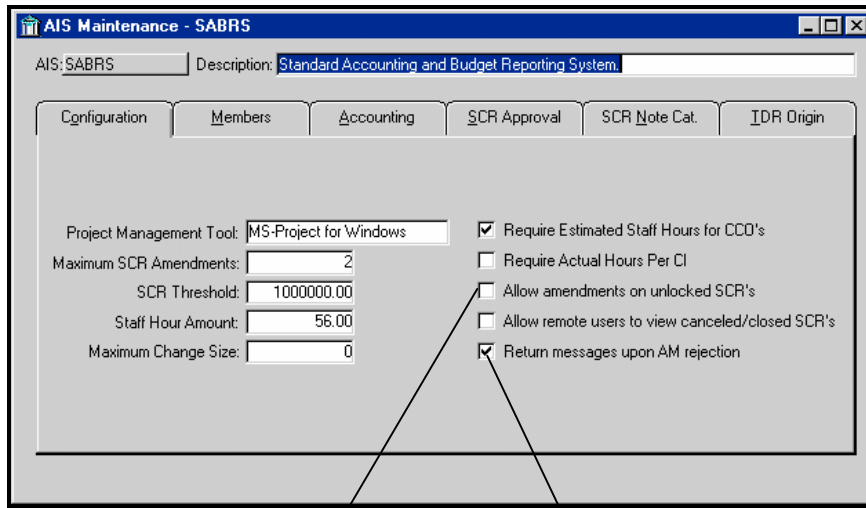 AIS Maintenance - SABRS
AIS: SABRS Description: Standard Accounting and Budget Reporting System.
Configuration Members Accounting SCR Approval SCR Note Cat. TDR Origin
Project Management Tool: MS-Project for Windows
Maximum SCR Amendments: 2
SCR Threshold: 1000000.00
Staff Hour Amount: 56.00
Maximum Change Size: 0
Require Estimated Staff Hours for CCO's
Require Actual Hours Per CI
Allow amendments on unlocked SCR's
Allow remote users to view canceled/closed SCR's
Return messages upon AM rejection